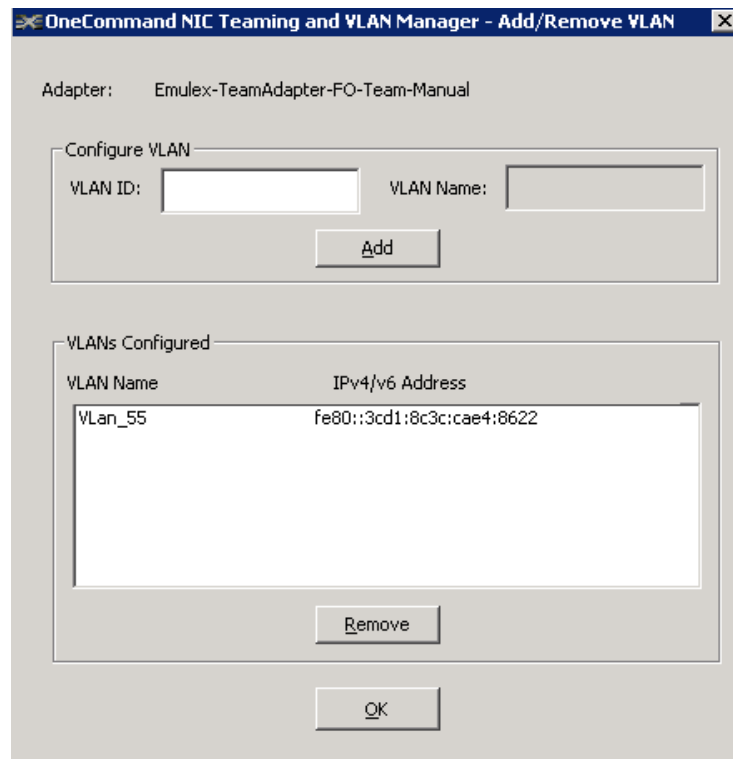 OneCommand NIC Teaming and VLAN Manager - Add/Remove VLAN
Adapter: Emulex-TeamAdapter-FO-Team-Manual
Configure VLAN
VLAN ID: VLAN Name:
Add
VLANs Configured
VLAN Name IPv4/v6 Address
VLan_55 fe80::3cd1:8c3c:cae4:8622
Remove
OK